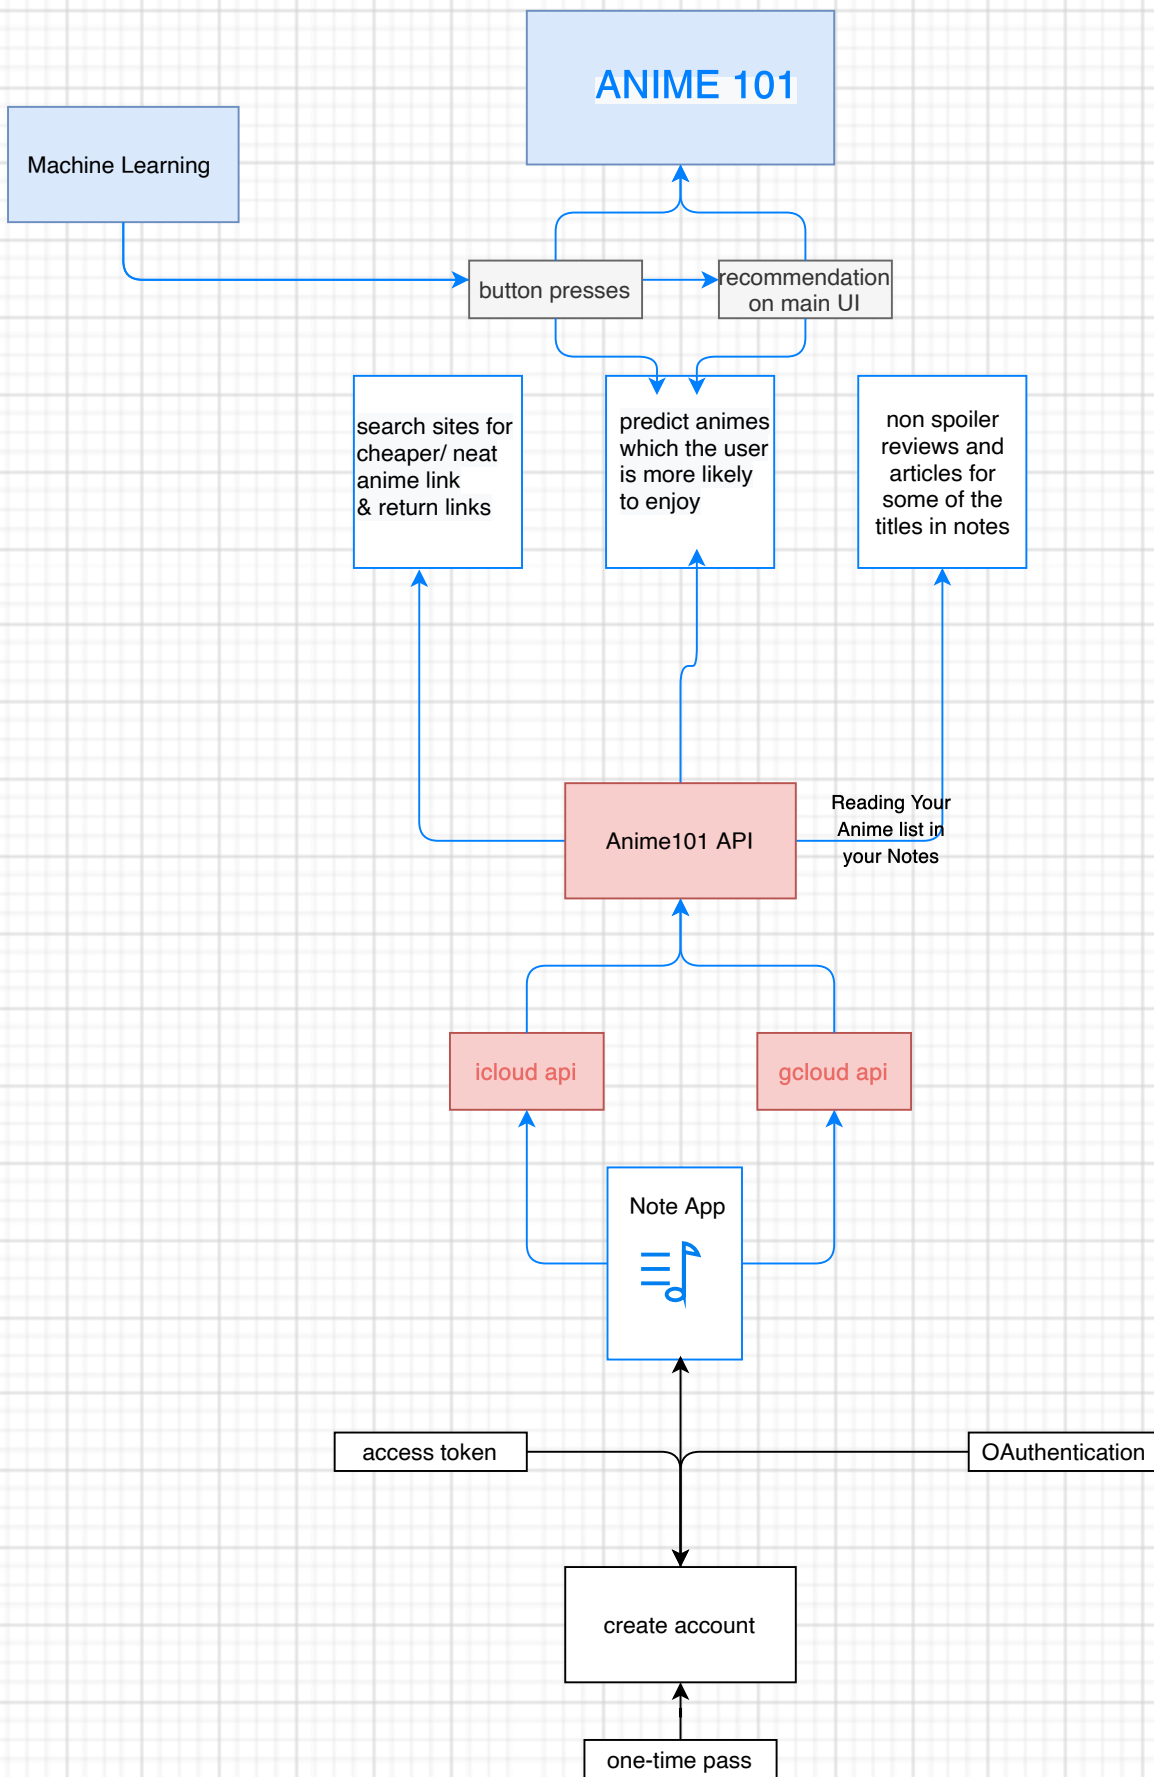 ANIME 101
Machine Learning
button presses
recommendation
on main UI
search sites for
cheaper/ neat
anime link
& return links
predict animes
which the user
is more likely
to enjoy
non spoiler
reviews and
articles for
some of the
titles in notes
Anime101 API
Reading Your
Anime list in
your Notes
icloud api
gcloud api
Note App
access token
OAuthentication
create account
one-time pass